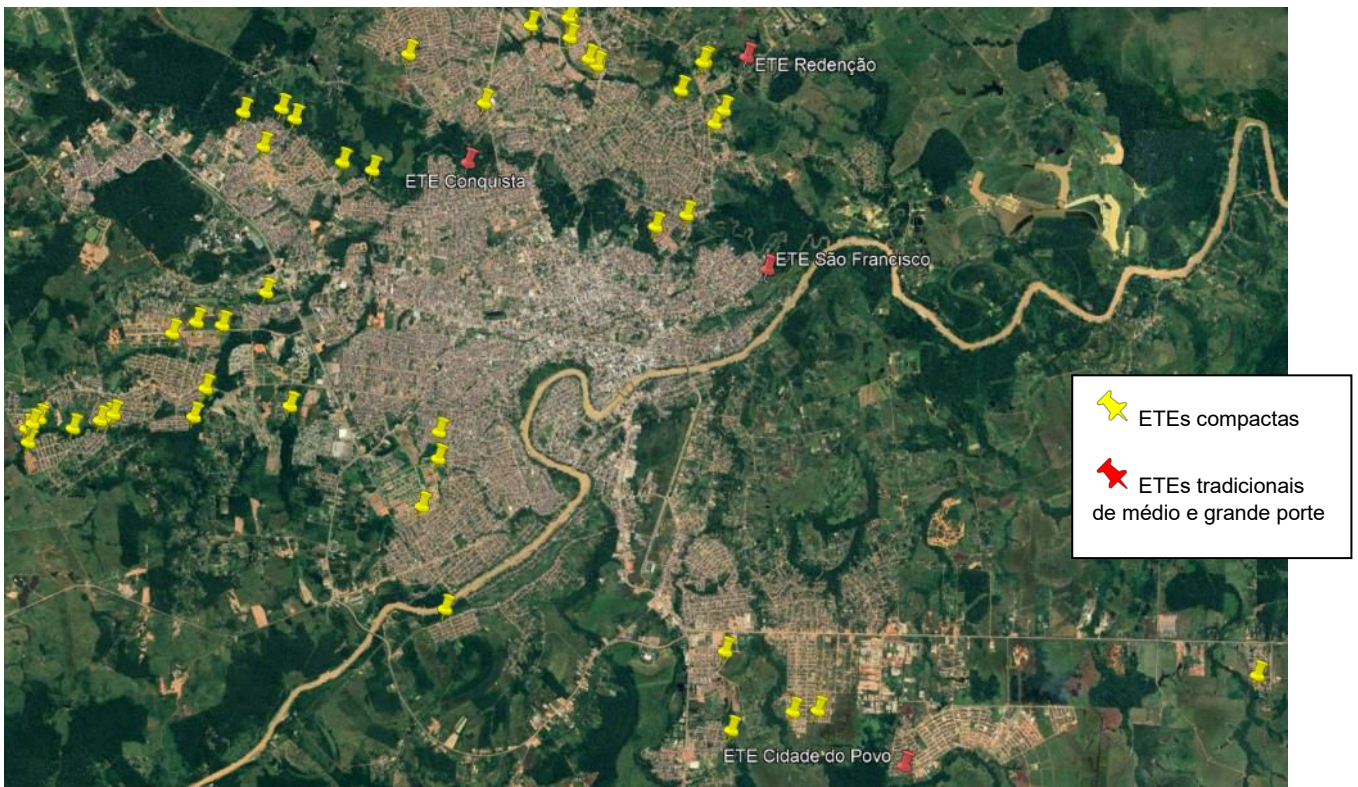 ETE Redenção
ETE Conquista
ETE São Francisco
ETEs compactas
ETEs tradicionais
de médio e grande porte
ETE Cidade do Povo